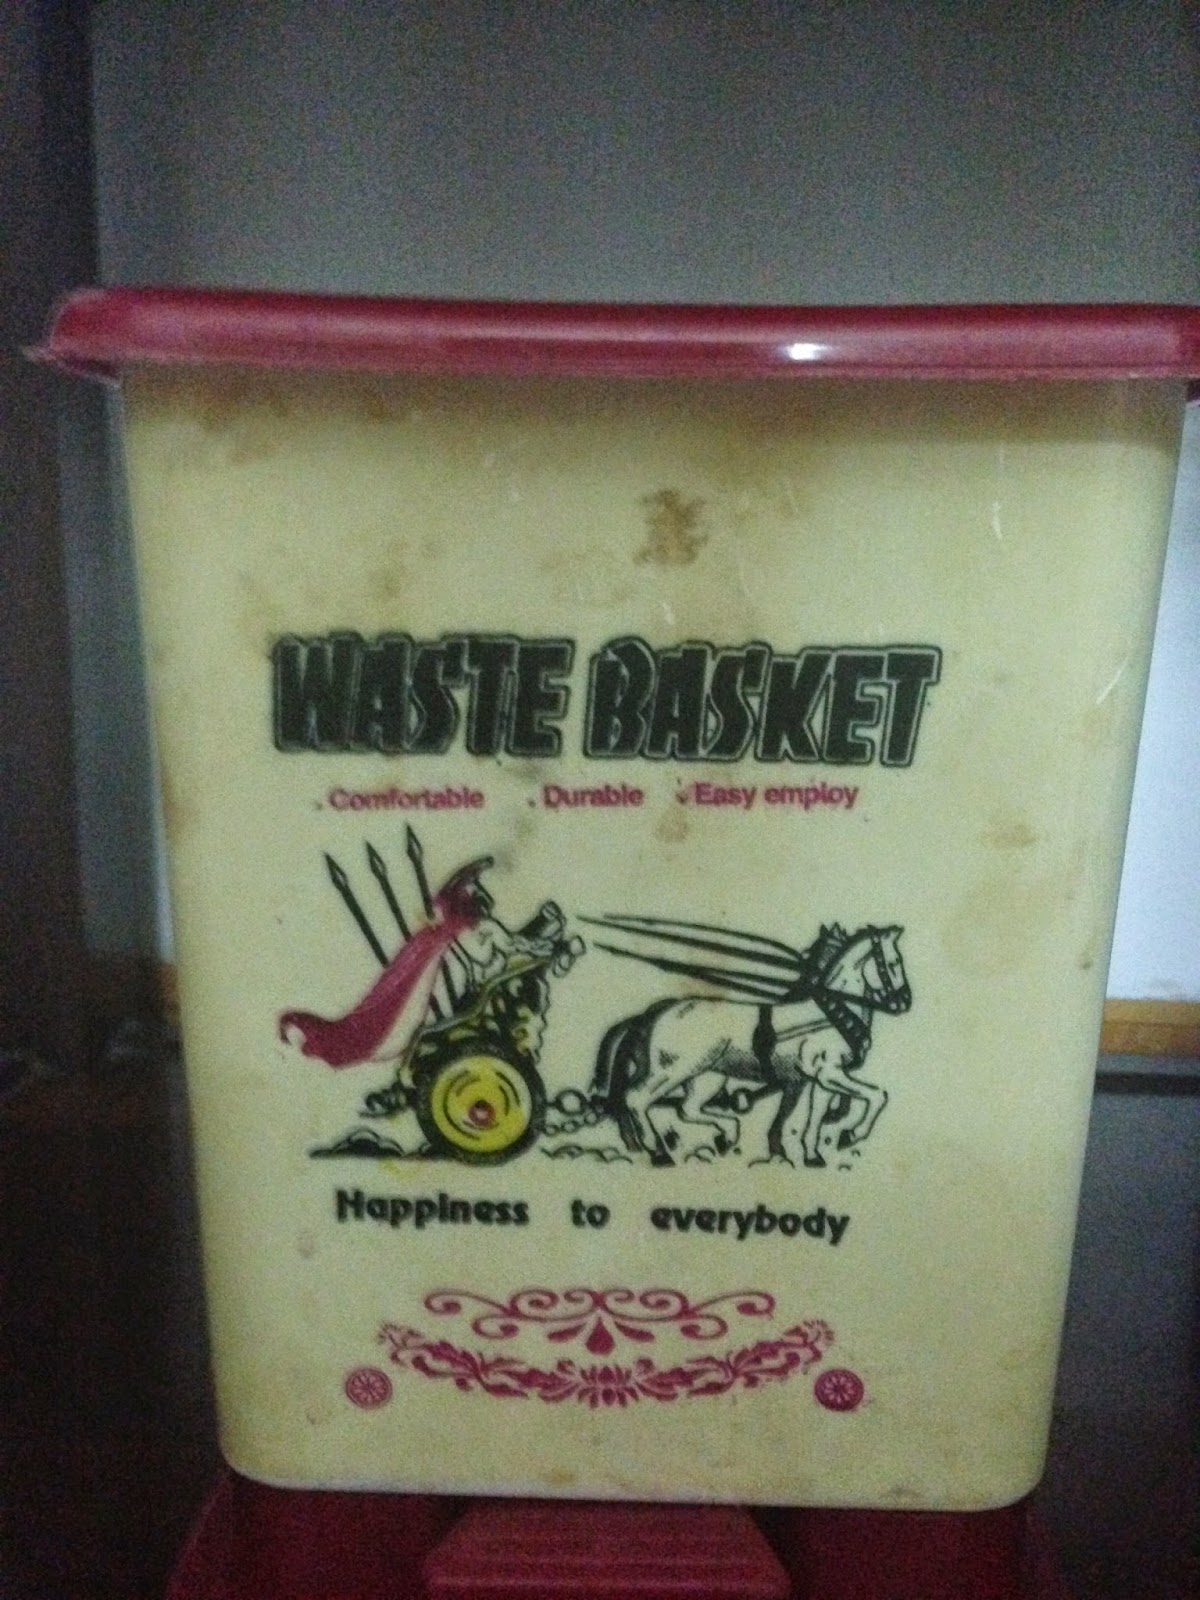 WASTE BASKET
. Comfortable . Durable . Easy employ
Happiness to everybody